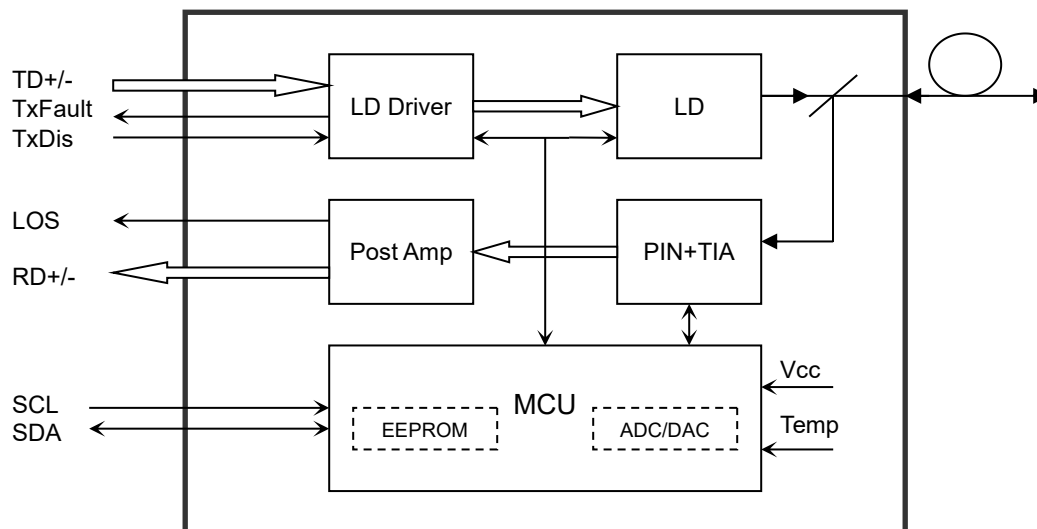 TD+/-
TxFault
TxDis
LD Driver
LD
LOS
RD+/-
Post Amp
PIN+TIA
SCL
SDA
MCU
EEPROM
ADC/DAC
Vcc
Temp